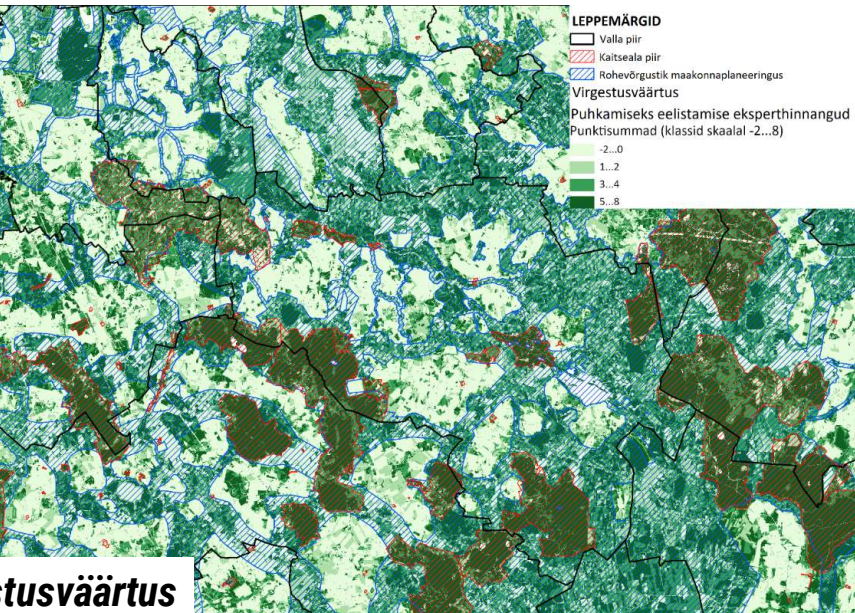 LEPPEMÄRGID
Valla piir
Kaitseala piir
Rohevõrgustik maakonnaplaneeringus
Virgestusväärtus
Puhkamiseks eelistamise eksperthinnangud
Punktisummad (klassid skaalal -2...8)
-2...0
1...2
3...4
5...8
stusväärtus